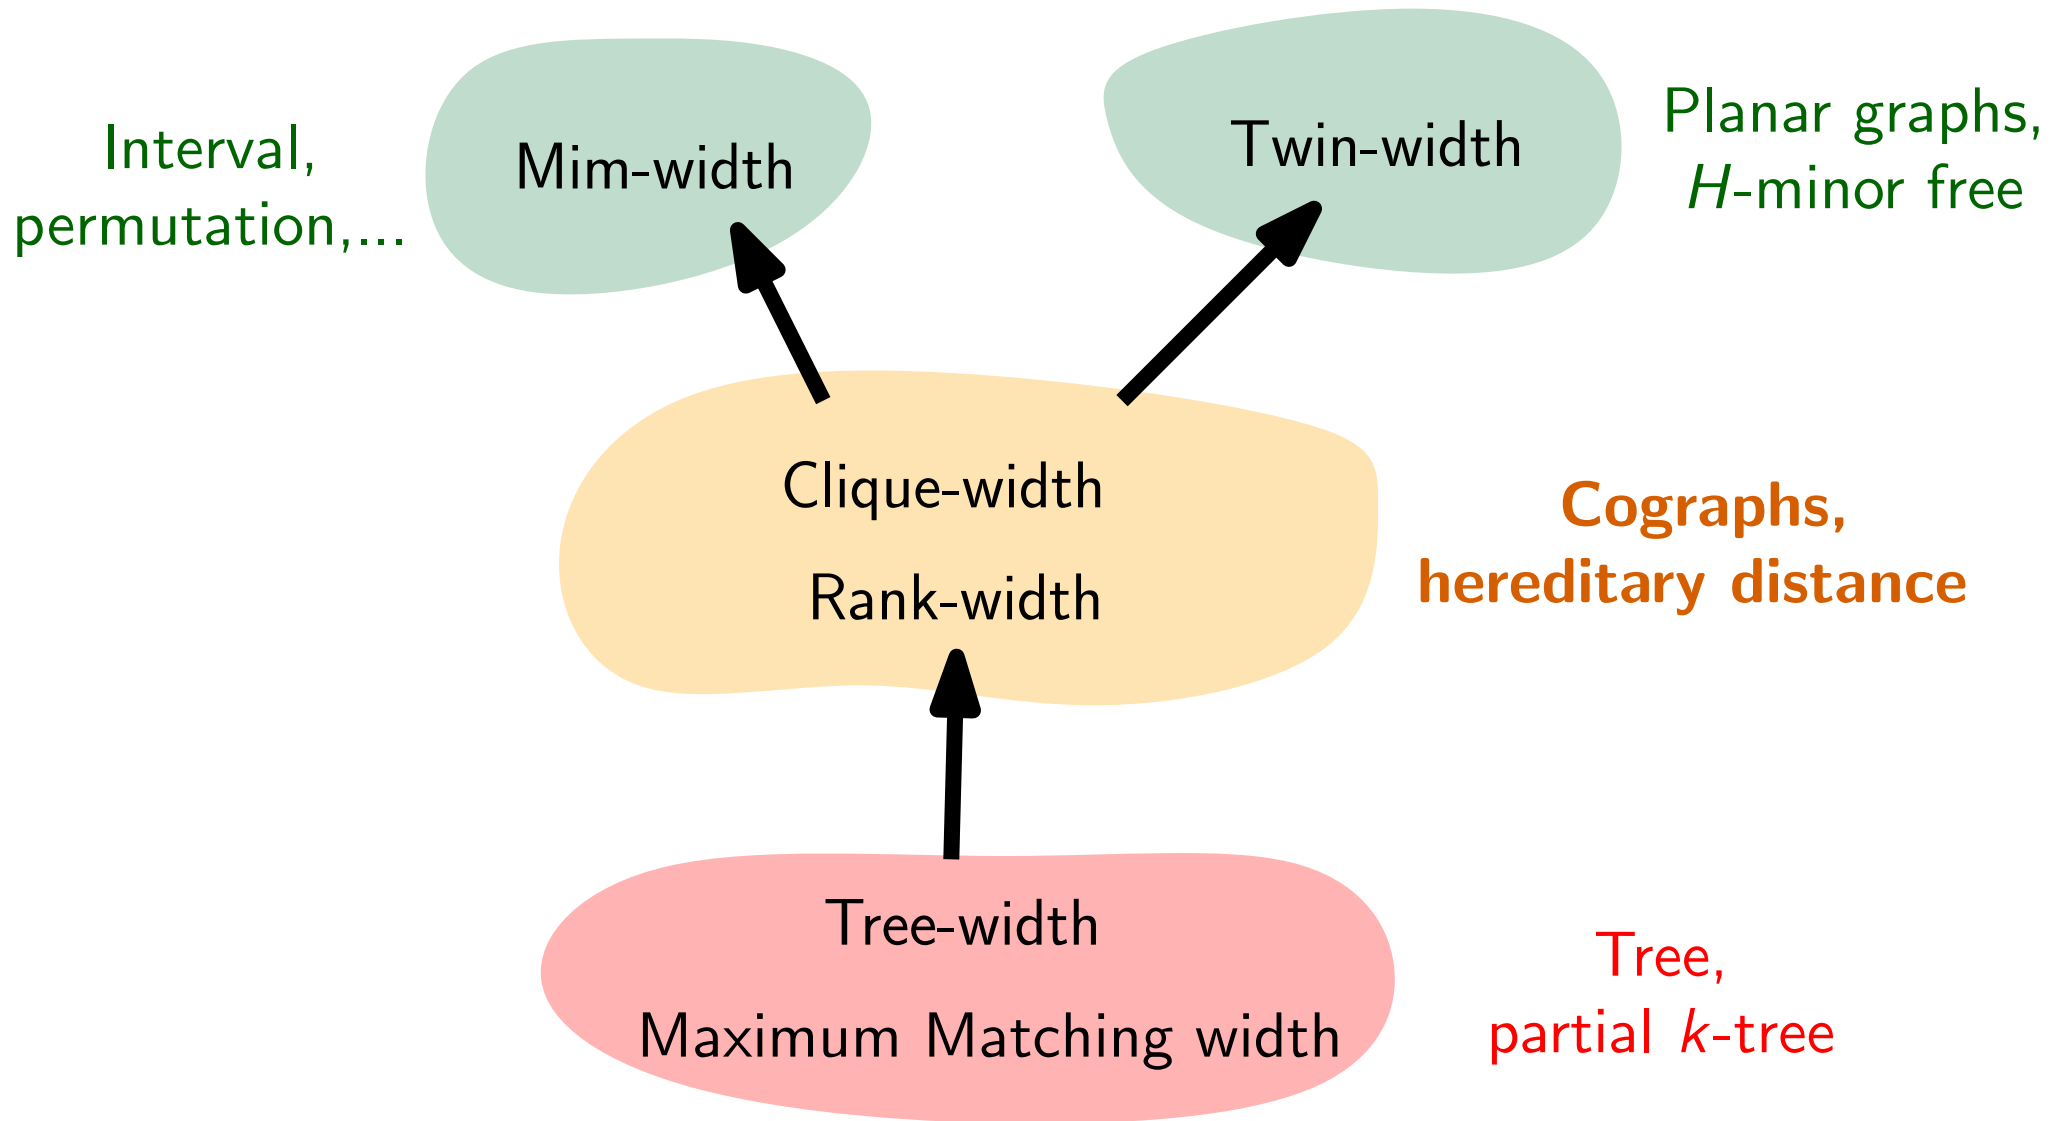 Interval,
permutation,...
Mim-width
Twin-width
Planar graphs,
H-minor free
Clique-width
Rank-width
Cographs,
hereditary distance
Tree-width
Maximum Matching width
Tree,
partial k-tree